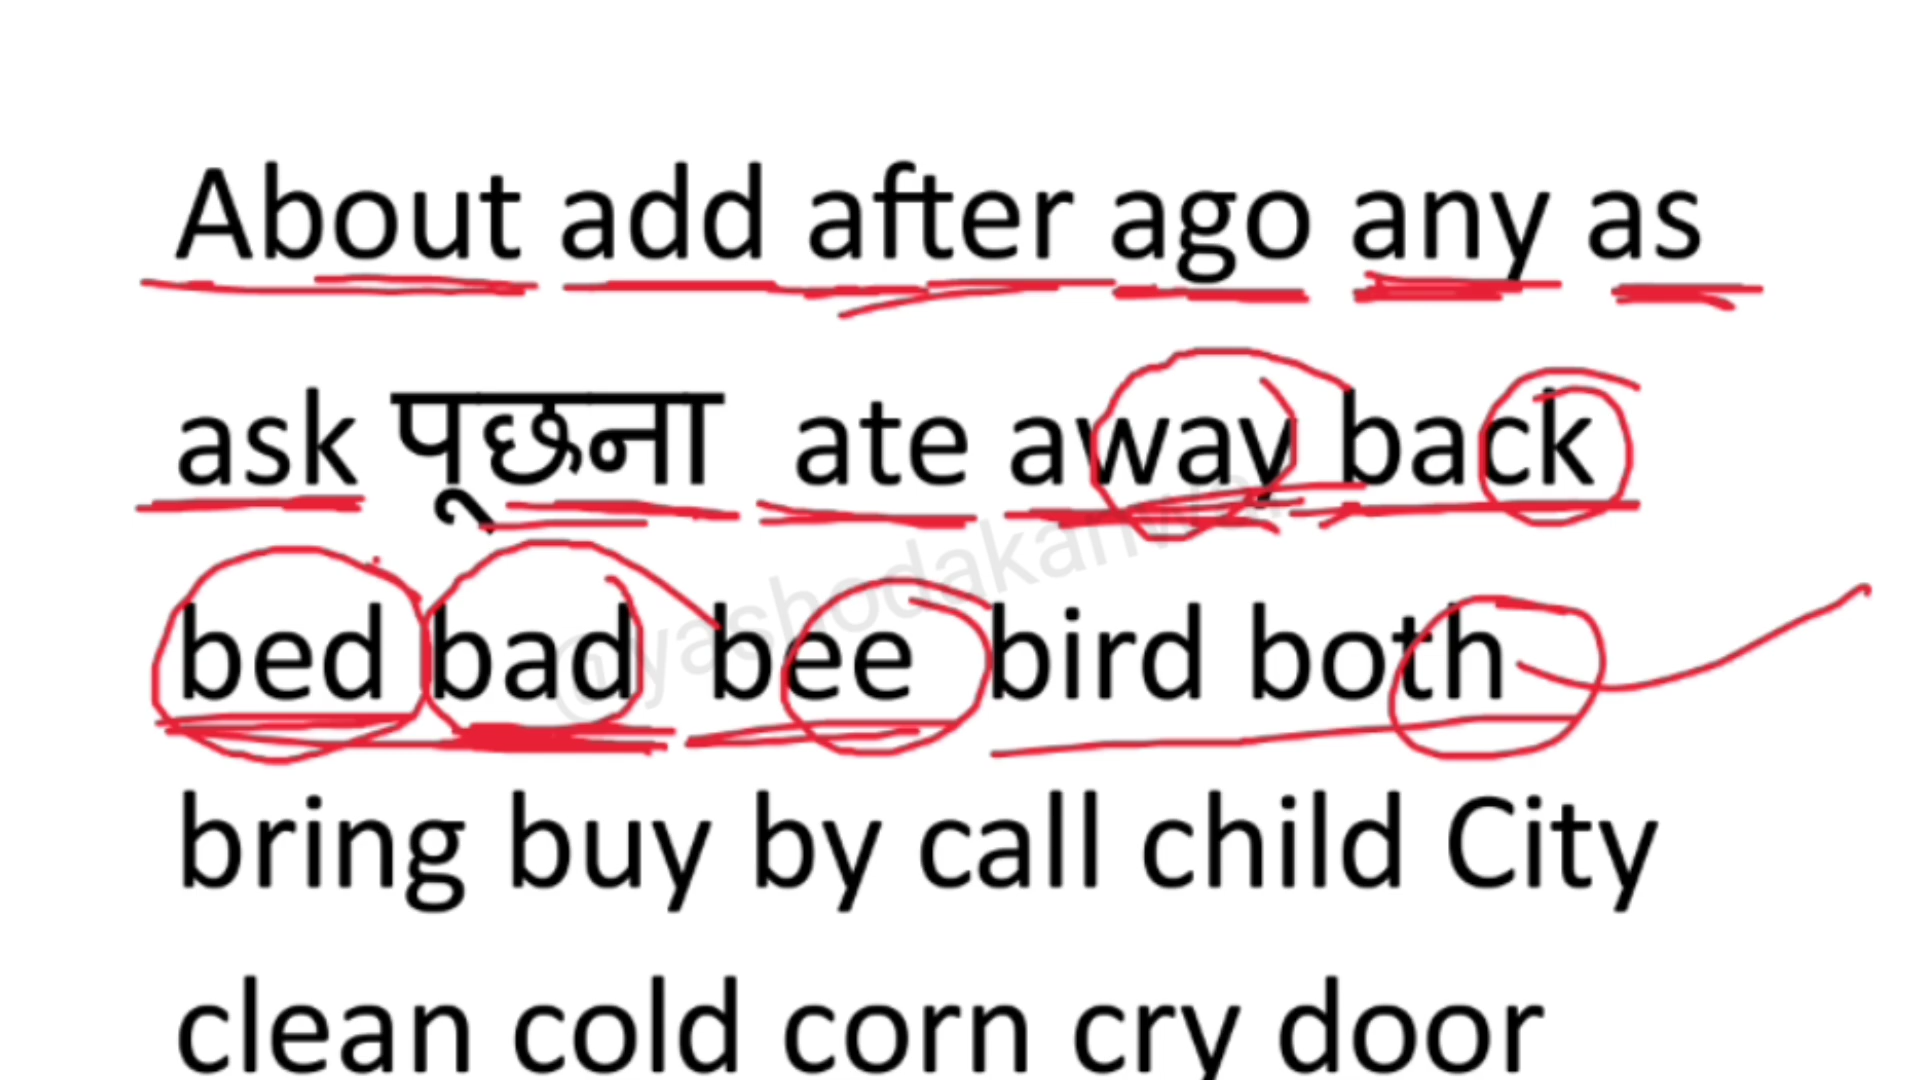 About add after ago any as
ask पूछना ate away back
bed bad bee bird both
bring buy by call child City
clean cold corn cry door